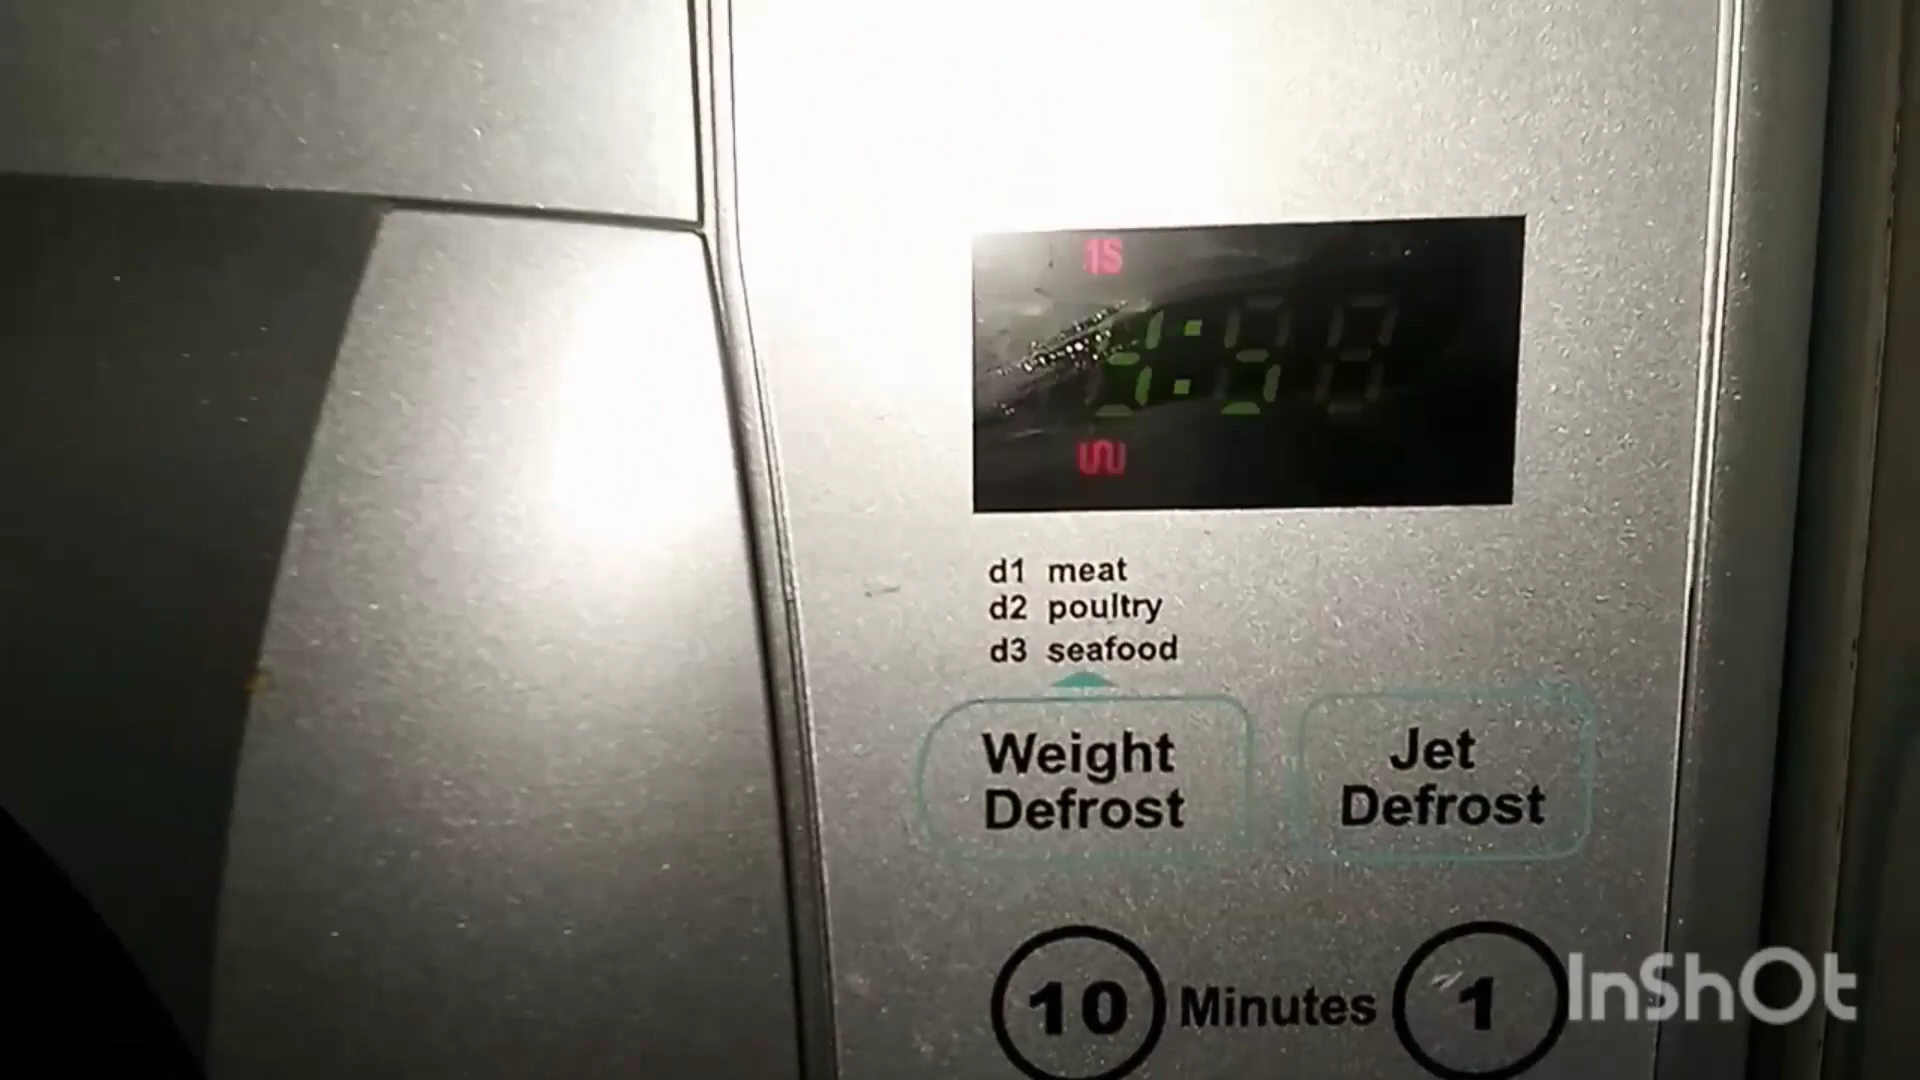 d1 meat
d2 poultry
d3 seafood
Weight
Defrost
Jet
Defrost
10 Minutes 1
InShOt